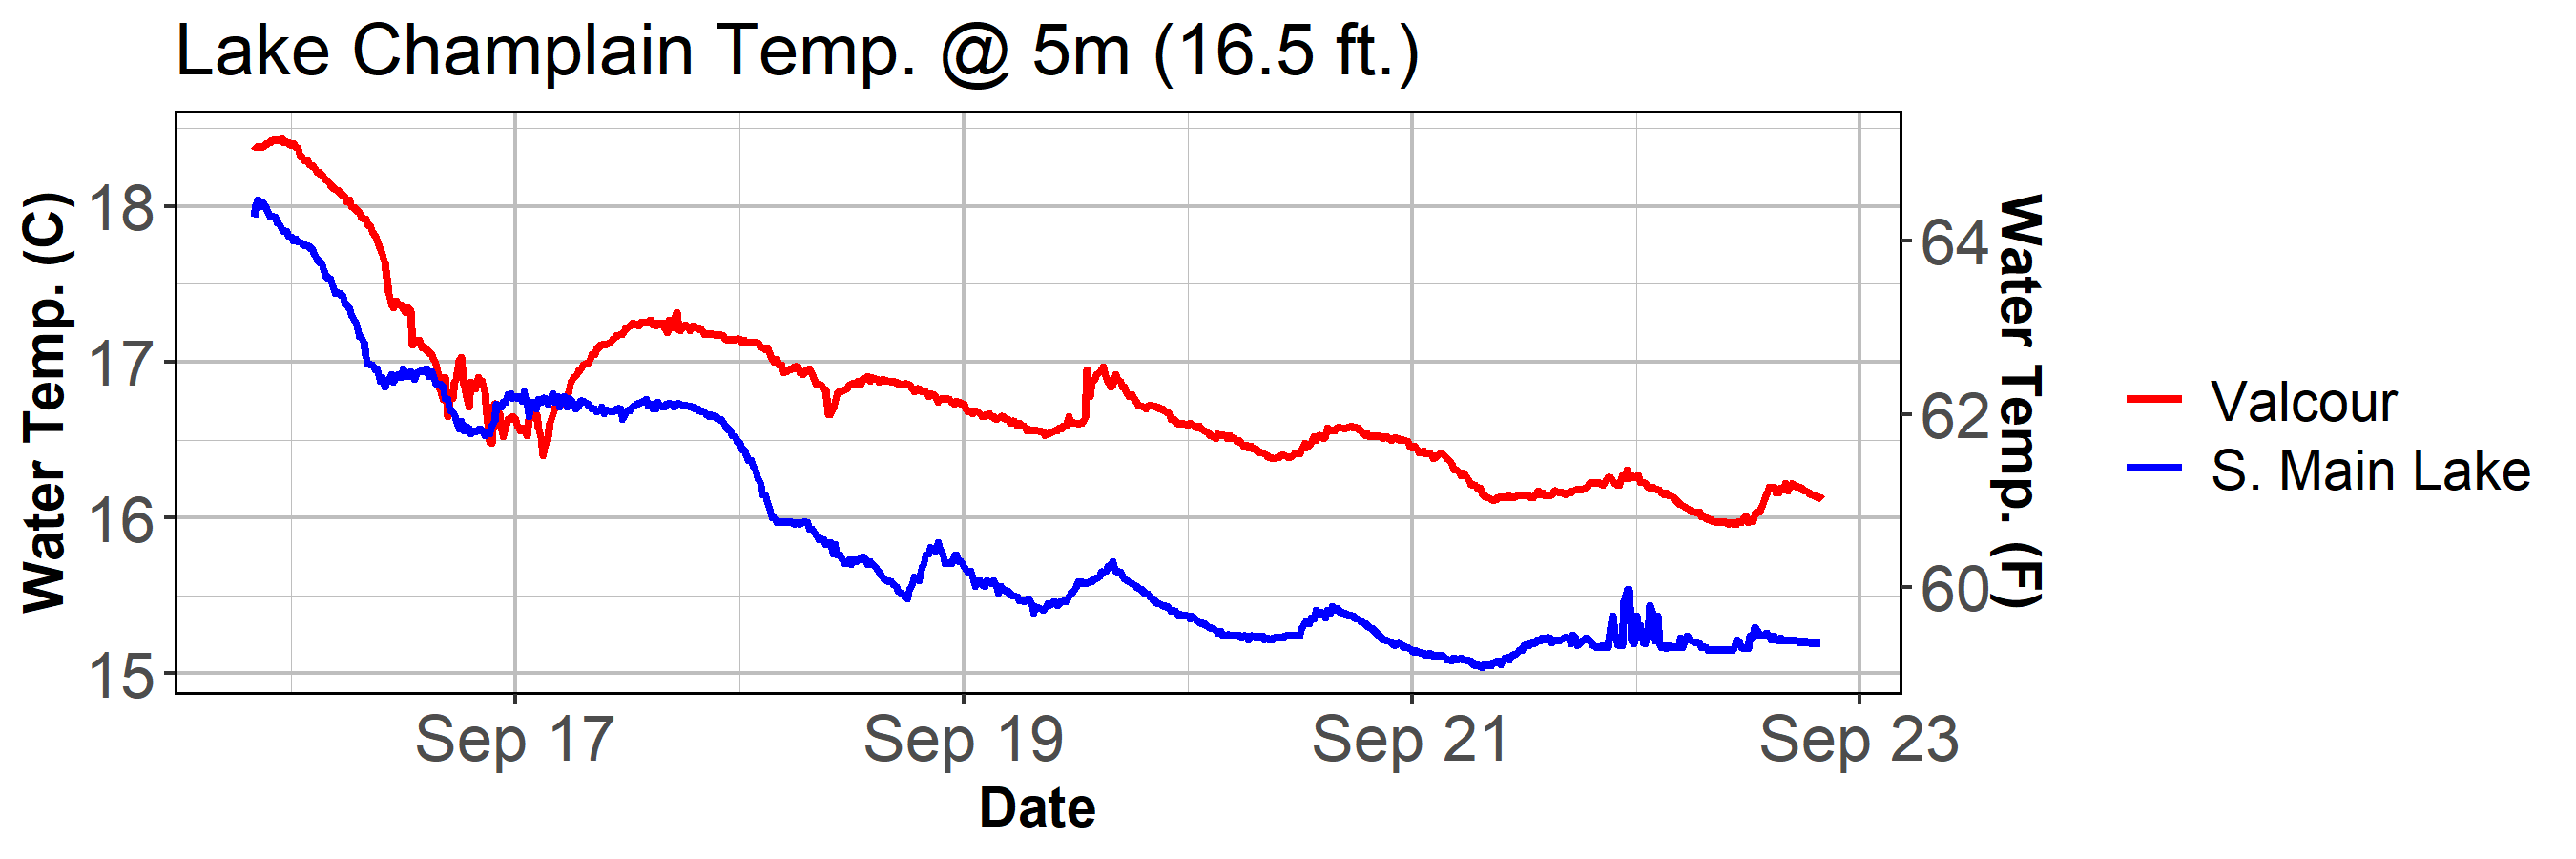 Lake Champlain Temp. @ 5m (16.5 ft.)
Water Temp. (C)
18
17
16
15
64
62
60
Water Temp. (F)
Sep 17
Sep 19
Sep 21
Sep 23
Date
Valcour
S. Main Lake